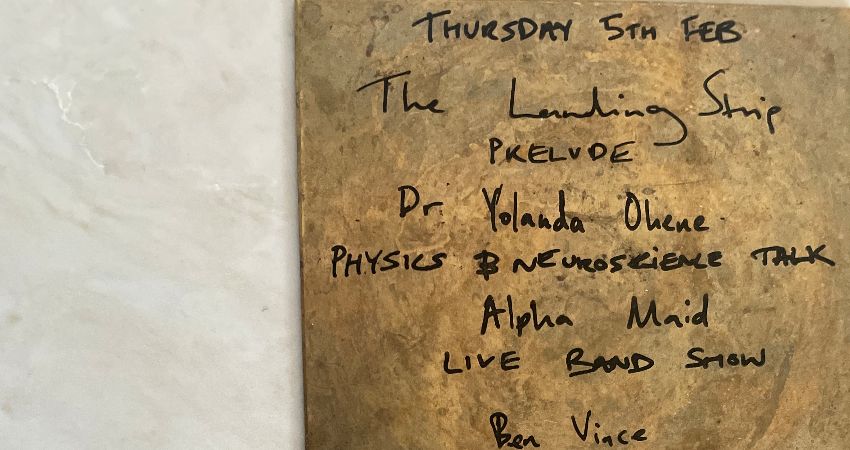 THURSDAY 5TH FEB
The Landing Strip
PRELUDE
Dr. Yolanda Ohene
PHYSICS & NEUROSCIENCE TALK
Alpha Maid
LIVE BAND SHOW
Ben Vince